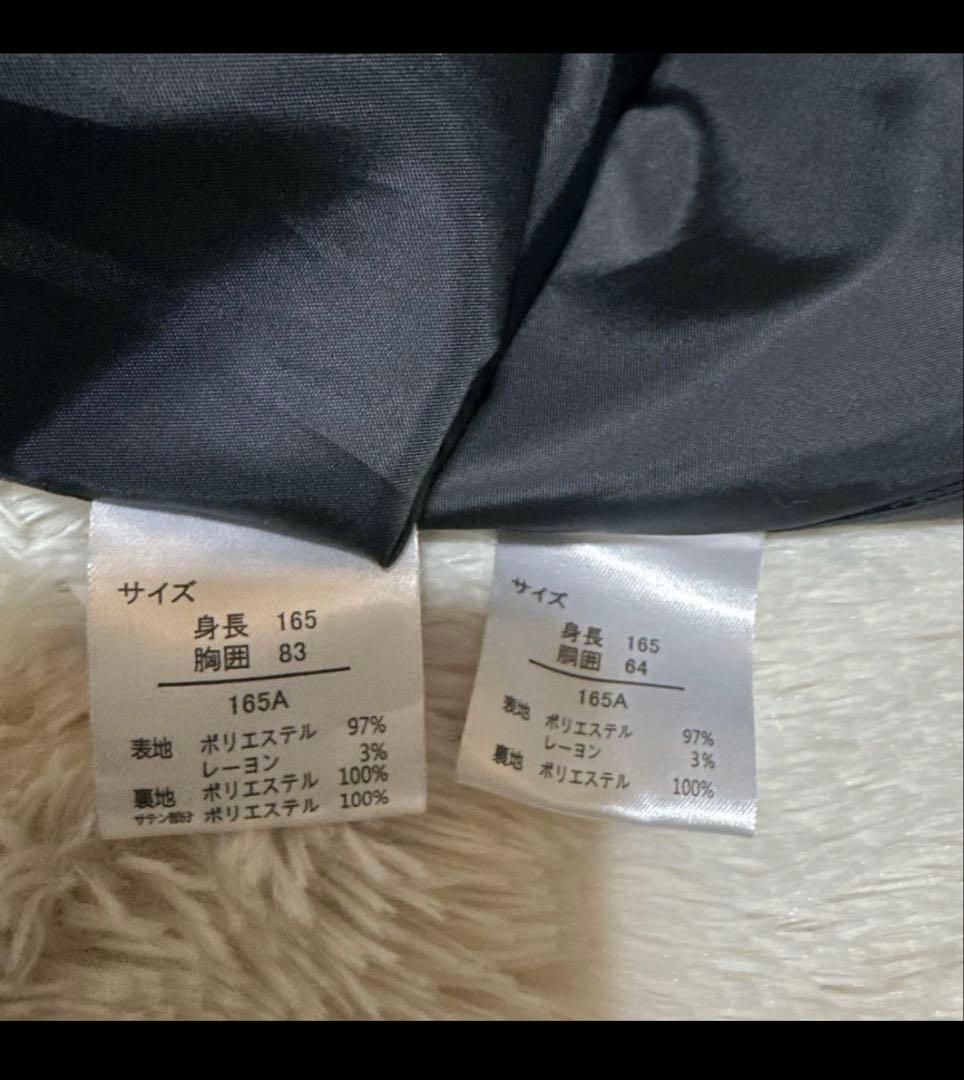 サイズ
身長 165
胸囲 83
165A
表地 ポリエステル 97%
レーヨン 3%
裏地 ポリエステル 100%
サテン部分 ポリエステル 100%
サイズ
身長 165
胴囲 64
165A
表地 ポリエステル 97%
レーヨン 3%
裏地 ポリエステル 100%